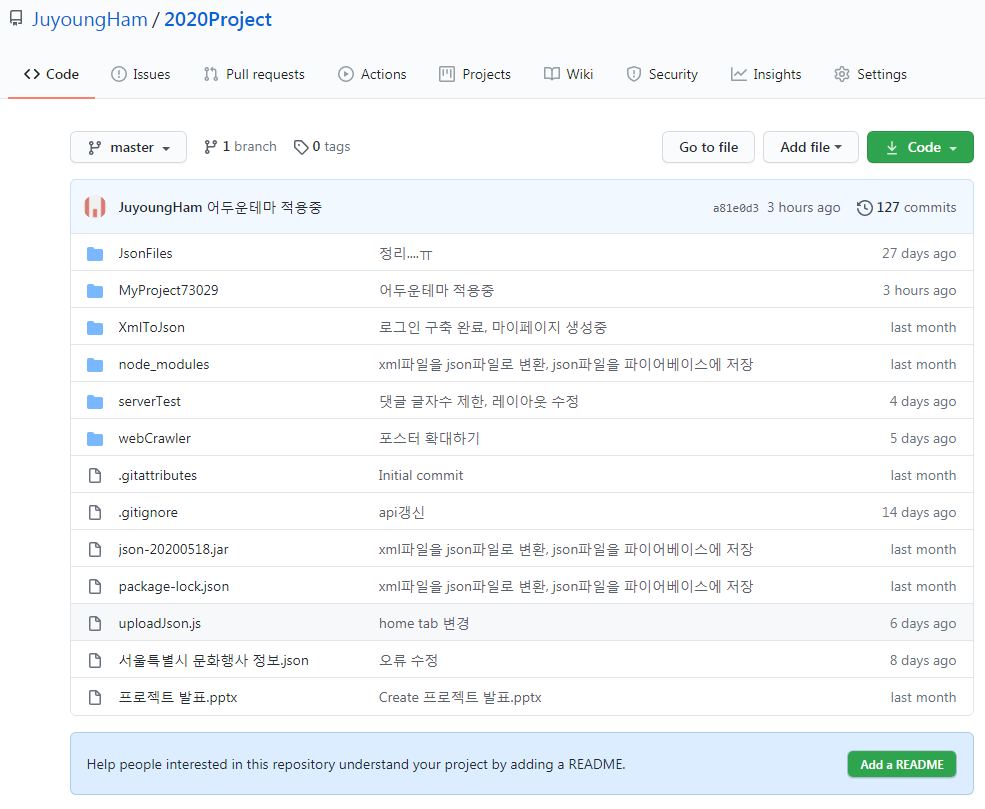 JuyoungHam / 2020Project
Code Issues Pull requests Actions Projects Wiki Security Insights Settings
master 1 branch 0 tags Go to file Add file Code
JuyoungHam 어두운테마 적용중 a81e0d3 3 hours ago 127 commits
JsonFiles 정리....ㅠ 27 days ago
MyProject73029 어두운테마 적용중 3 hours ago
XmlToJson 로그인 구축 완료, 마이페이지 생성중 last month
node_modules xml파일을 json파일로 변환, json파일을 파이어베이스에 저장 last month
serverTest 댓글 글자수 제한, 레이아웃 수정 4 days ago
webCrawler 포스터 확대하기 5 days ago
.gitattributes Initial commit last month
.gitignore api갱신 14 days ago
json-20200518.jar xml파일을 json파일로 변환, json파일을 파이어베이스에 저장 last month
package-lock.json xml파일을 json파일로 변환, json파일을 파이어베이스에 저장 last month
uploadJson.js home tab 변경 6 days ago
서울특별시 문화행사 정보.json 오류 수정 8 days ago
프로젝트 발표.pptx Create 프로젝트 발표.pptx last month
Help people interested in this repository understand your project by adding a README. Add a README